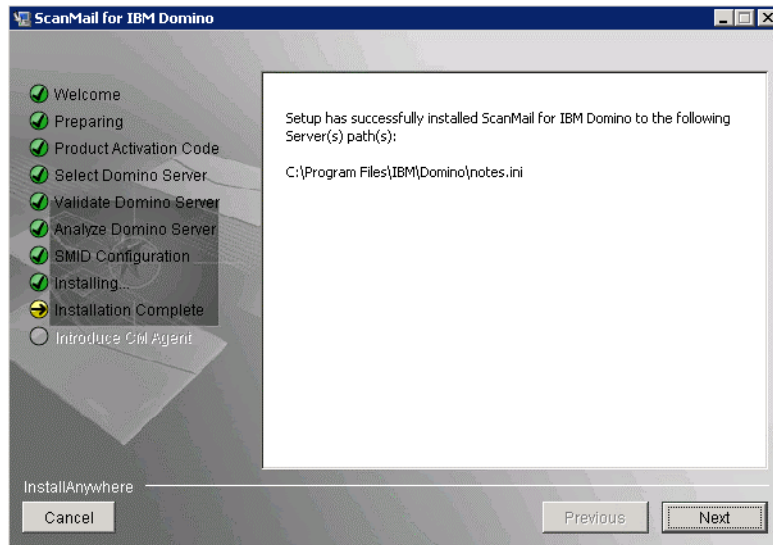 ScanMail for IBM Domino
Welcome
Preparing
Product Activation Code
Select Domino Server
Validate Domino Server
Analyze Domino Server
SMID Configuration
Installing...
Installation Complete
Introduce CM Agent
Setup has successfully installed ScanMail for IBM Domino to the following
Server(s) path(s):
C:\Program Files\IBM\Domino\notes.ini
InstallAnywhere
Cancel
Previous
Next